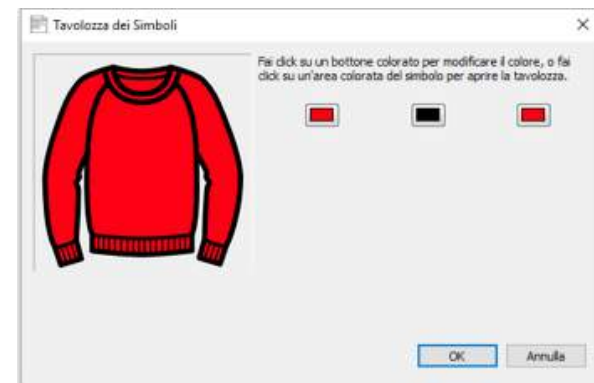 Tavolozza dei Simboli
Fai click su un bottone colorato per modificare il colore, o fai
click su un'area colorata del simbolo per aprire la tavolozza.
OK
Annulla